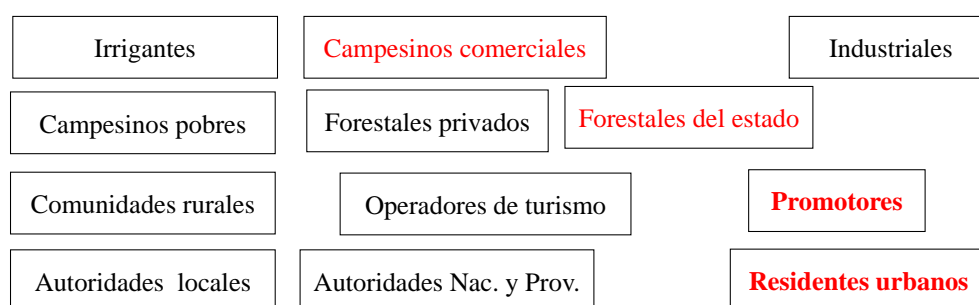 Irrigantes
Campesinos comerciales
Industriales
Campesinos pobres
Forestales privados
Forestales del estado
Comunidades rurales
Operadores de turismo
Promotores
Autoridades  locales
Autoridades Nac. y Prov.
Residentes urbanos